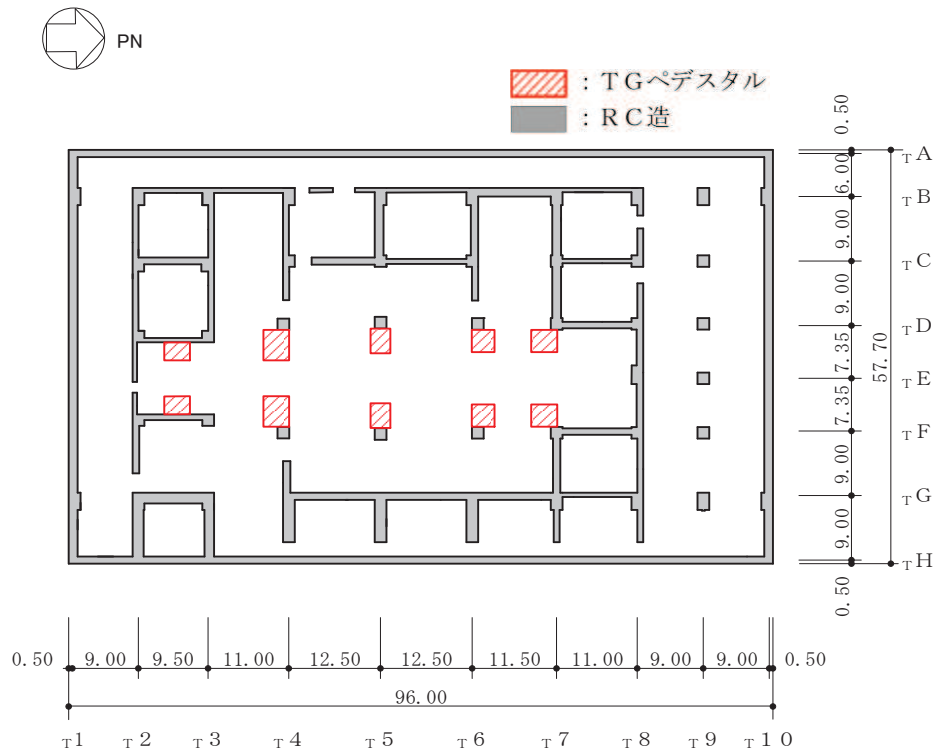 PN
：ＴＧペデスタル
：ＲＣ造
0.50
TA
6.00
TB
9.00
TC
9.00
TD
7.35
57.70
TE
7.35
TF
9.00
TG
9.00
TH
0.50
0.50 9.00 9.50 11.00 12.50 12.50 11.50 11.00 9.00 9.00 0.50
96.00
T1 T2 T3 T4 T5 T6 T7 T8 T9 T10